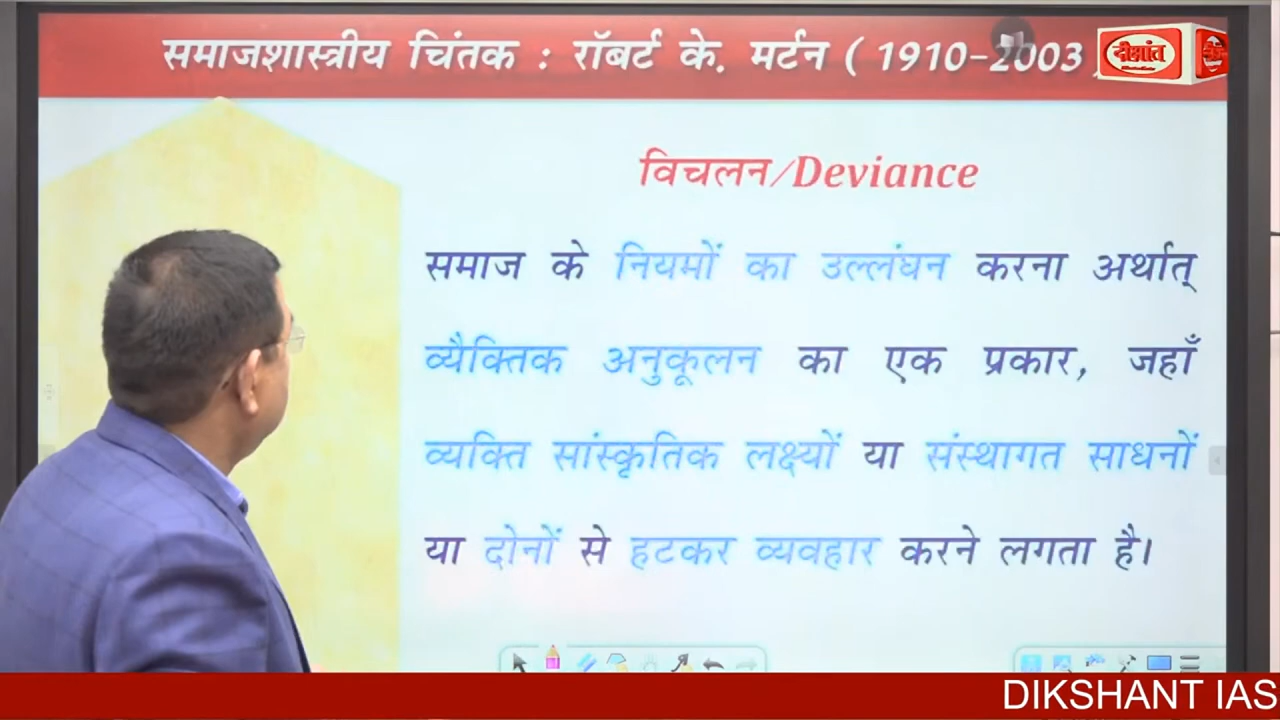 समाजशास्त्रीय चिंतक : रॉबर्ट के. मर्टन ( 1910-2003 )
दीक्षांत
विचलन/Deviance
समाज के नियमों का उल्लंघन करना अर्थात्
व्यैक्तिक अनुकूलन का एक प्रकार, जहाँ
व्यक्ति सांस्कृतिक लक्ष्यों या संस्थागत साधनों
या दोनों से हटकर व्यवहार करने लगता है।
DIKSHANT IAS